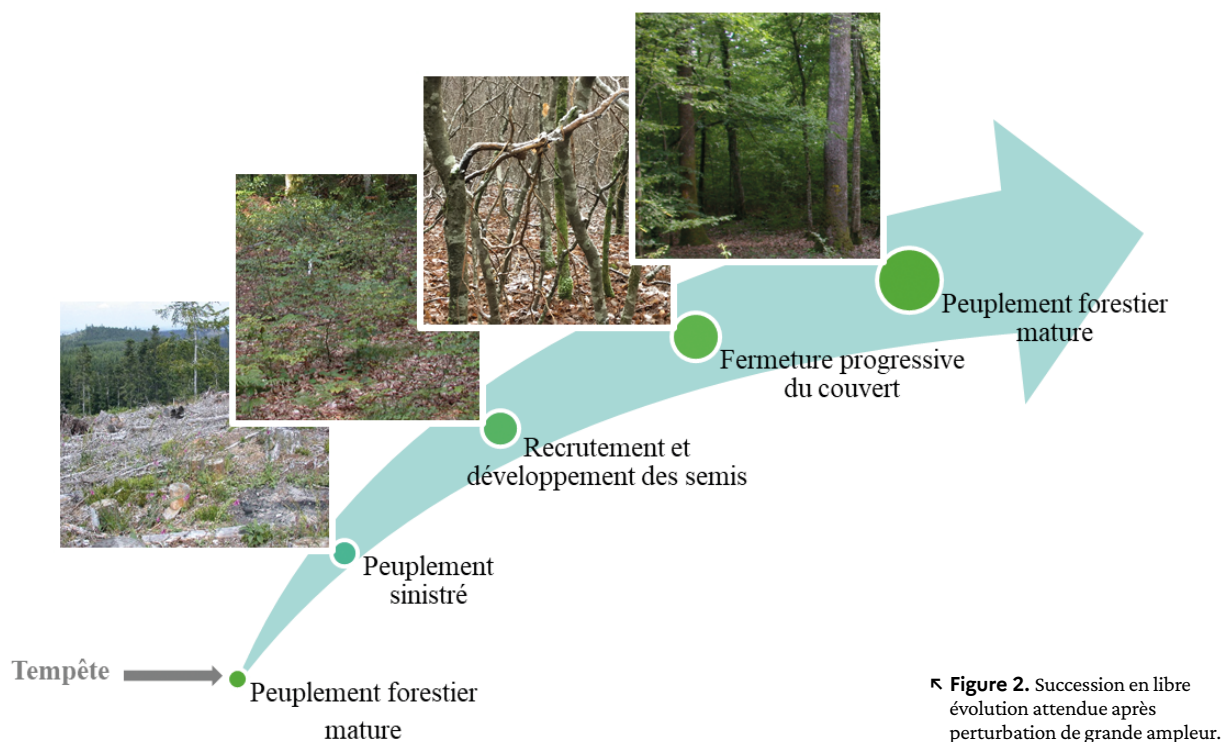 Peuplement forestier
mature
Fermeture progressive
du couvert
Recrutement et
développement des semis
Peuplement
sinistré
Tempête
Peuplement forestier
mature
↖ Figure 2. Succession en libre
évolution attendue après
perturbation de grande ampleur.